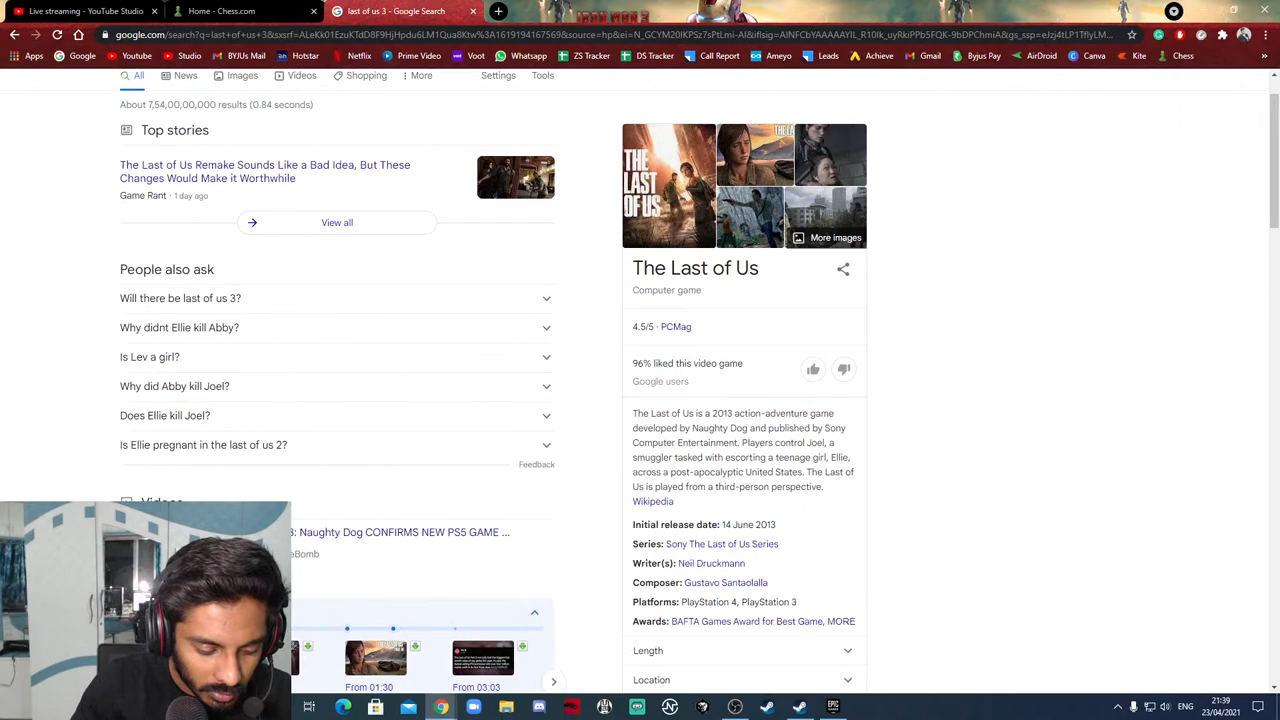 Live streaming - YouTube Studio
Home - Chess.com
last of us 3 - Google Search
Apps
Google
Youtube
Studio
BYJUs Mail
Hotstar
Netflix
Prime Video
Voot
Whatsapp
ZS Tracker
DS Tracker
Call Report
Ameyo
Leads
Achieve
Gmail
Byjus Pay
AirDroid
Canva
Kite
Chess
All
News
Images
Videos
Shopping
More
Settings
Tools
About 7,54,00,00,000 results (0.84 seconds)
Top stories
The Last of Us Remake Sounds Like a Bad Idea, But These
Changes Would Make it Worthwhile
Game Rant · 1 day ago
View all
People also ask
Will there be last of us 3?
Why didnt Ellie kill Abby?
Is Lev a girl?
Why did Abby kill Joel?
Does Ellie kill Joel?
Is Ellie pregnant in the last of us 2?
Feedback
Videos
3: Naughty Dog CONFIRMS NEW PS5 GAME ...
eBomb
From 01:30
From 03:03
THE
LAST
OF US
More images
The Last of Us
Computer game
4.5/5 · PCMag
96% liked this video game
Google users
The Last of Us is a 2013 action-adventure game
developed by Naughty Dog and published by Sony
Computer Entertainment. Players control Joel, a
smuggler tasked with escorting a teenage girl, Ellie,
across a post-apocalyptic United States. The Last of
Us is played from a third-person perspective.
Wikipedia
Initial release date: 14 June 2013
Series: Sony The Last of Us Series
Writer(s): Neil Druckmann
Composer: Gustavo Santaolalla
Platforms: PlayStation 4, PlayStation 3
Awards: BAFTA Games Award for Best Game, MORE
Length
Location
ENG
21:39
23/04/2021